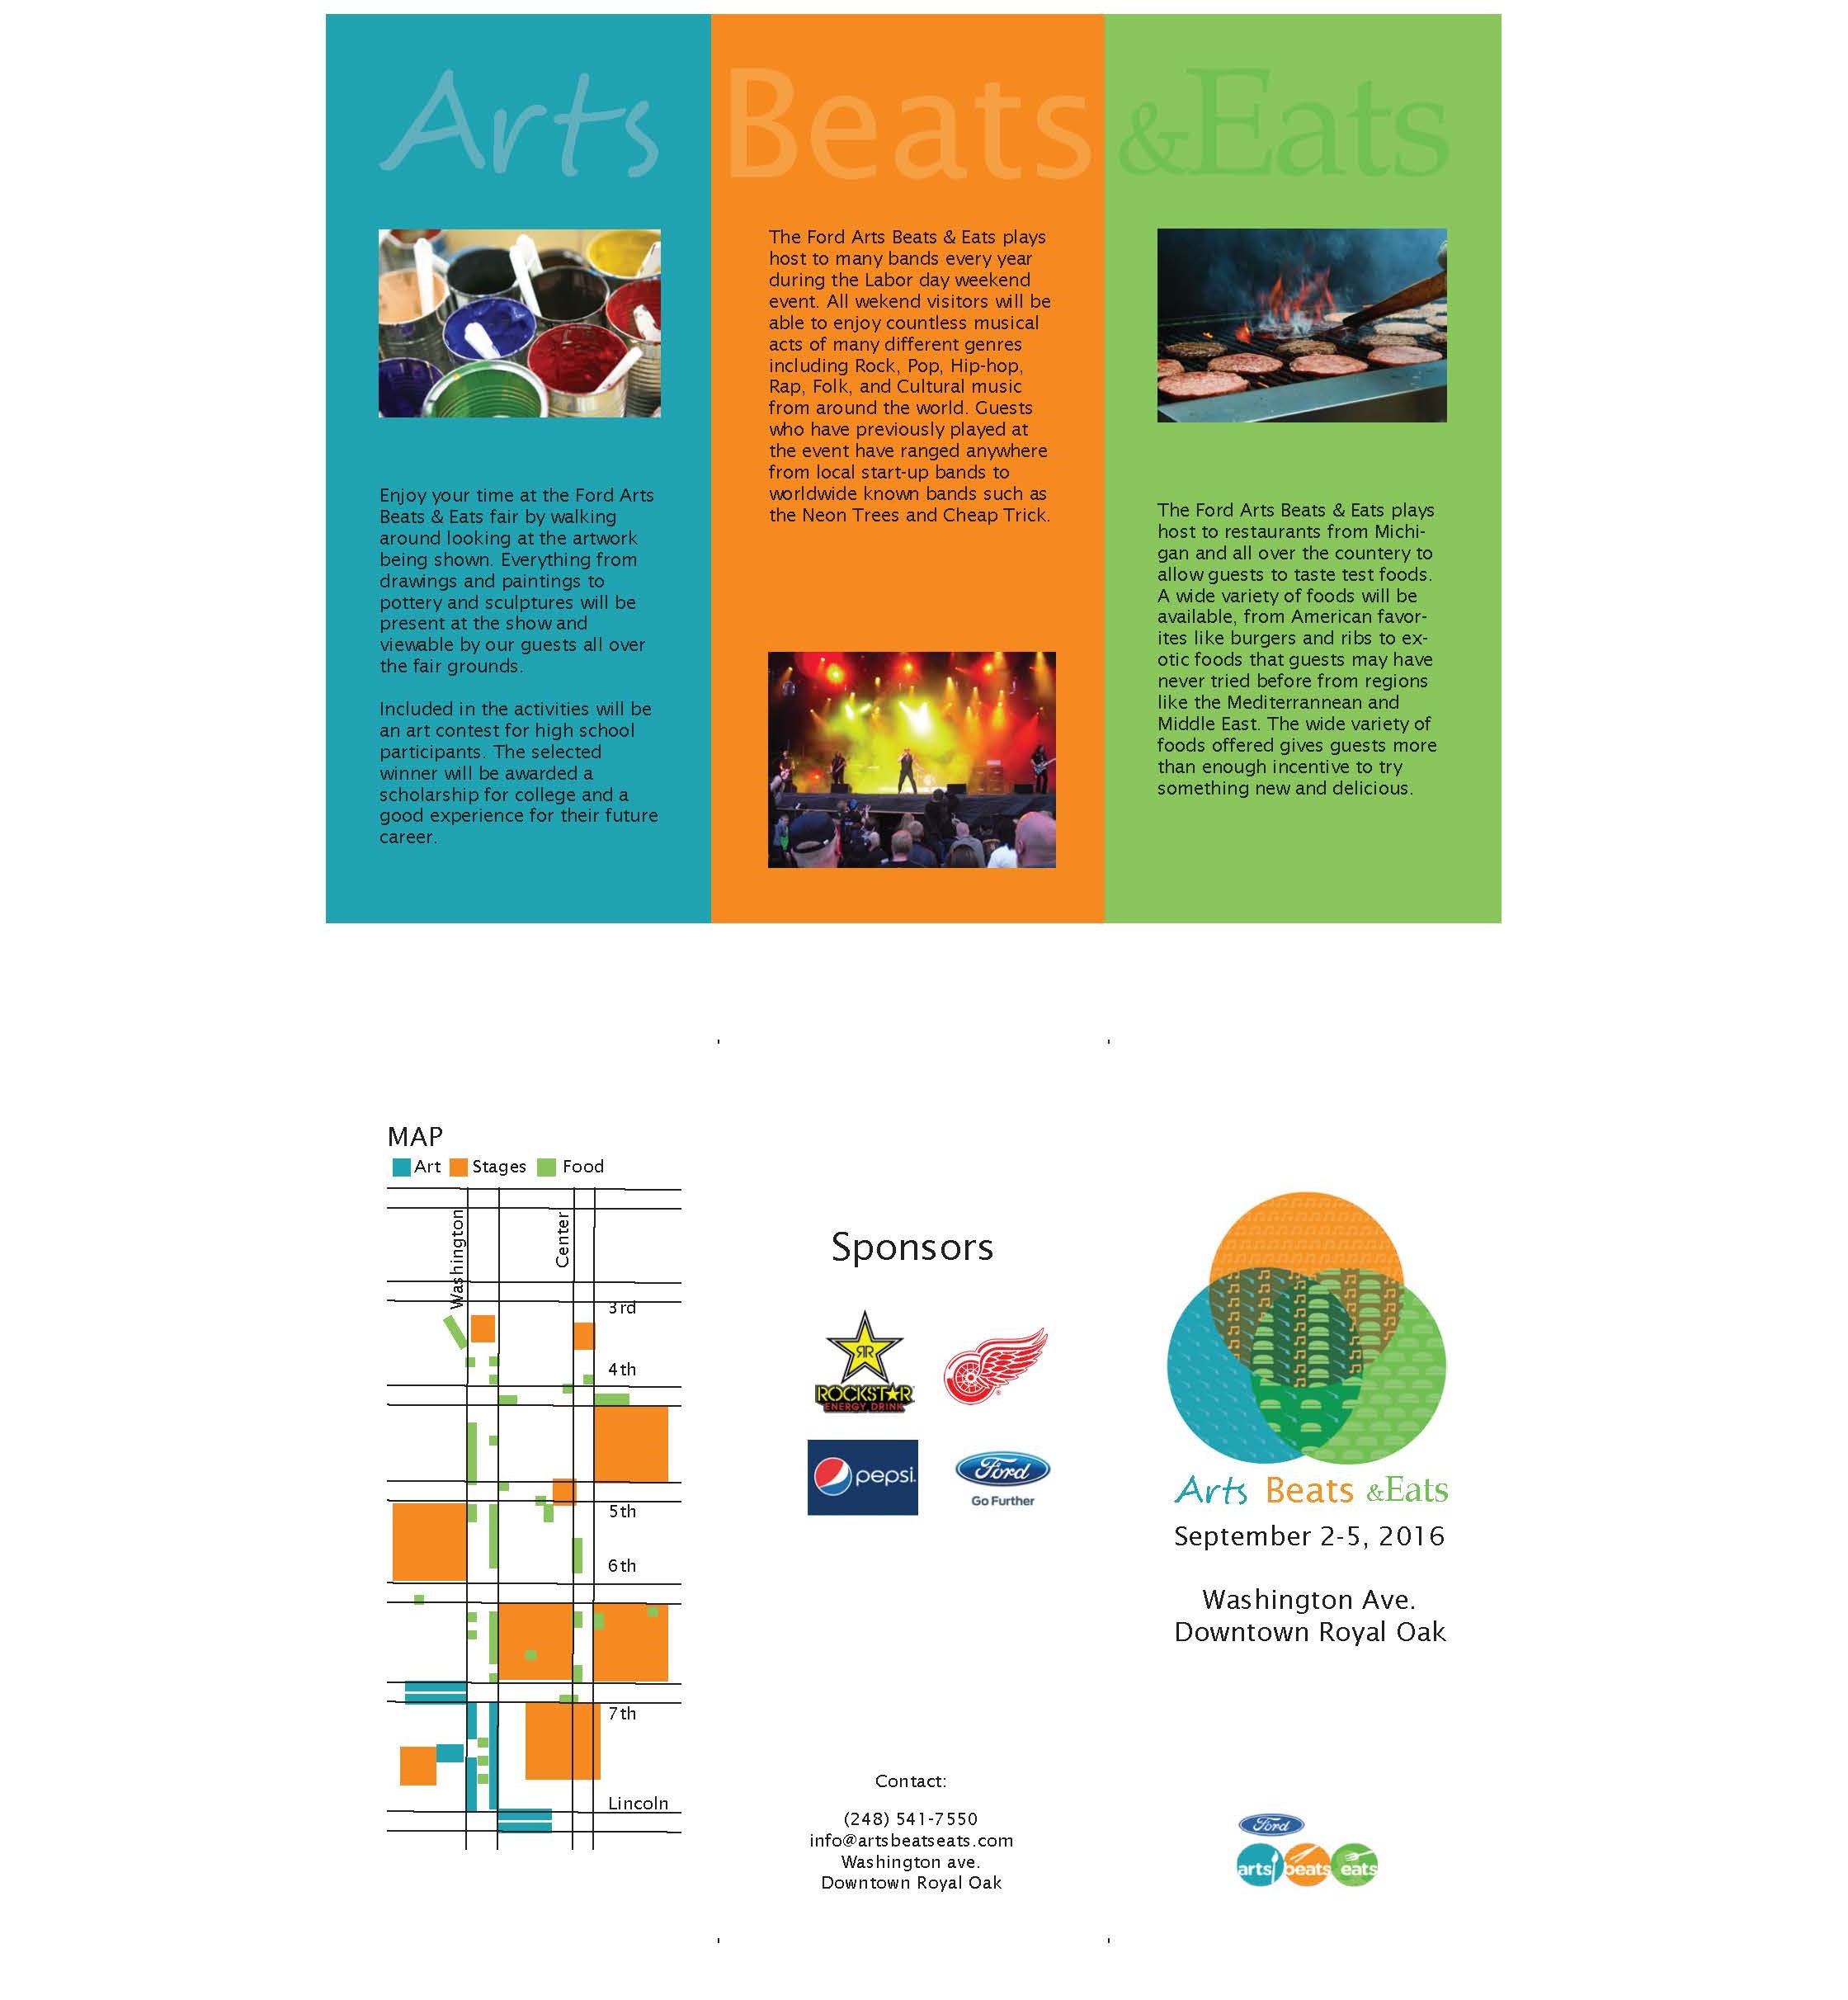 Arts
Enjoy your time at the Ford Arts
Beats & Eats fair by walking
around looking at the artwork
being shown. Everything from
drawings and paintings to
pottery and sculptures will be
present at the show and
viewable by our guests all over
the fair grounds.
Included in the activities will be
an art contest for high school
participants. The selected
winner will be awarded a
scholarship for college and a
good experience for their future
career.
Beats
The Ford Arts Beats & Eats plays
host to many bands every year
during the Labor day weekend
event. All wekend visitors will be
able to enjoy countless musical
acts of many different genres
including Rock, Pop, Hip-hop,
Rap, Folk, and Cultural music
from around the world. Guests
who have previously played at
the event have ranged anywhere
from local start-up bands to
worldwide known bands such as
the Neon Trees and Cheap Trick.
&Eats
The Ford Arts Beats & Eats plays
host to restaurants from Michi-
gan and all over the countery to
allow guests to taste test foods.
A wide variety of foods will be
available, from American favor-
ites like burgers and ribs to ex-
otic foods that guests may have
never tried before from regions
like the Mediterrannean and
Middle East. The wide variety of
foods offered gives guests more
than enough incentive to try
something new and delicious.
MAP
Art Stages Food
Washington
Center
3rd
4th
5th
6th
7th
Lincoln
Sponsors
RR
ROCKSTAR
ENERGY DRINK
pepsi
Ford
Go Further
Contact:
(248) 541-7550
info@artsbeatseats.com
Washington ave.
Downtown Royal Oak
Arts Beats &Eats
September 2-5, 2016
Washington Ave.
Downtown Royal Oak
Ford
arts beats eats